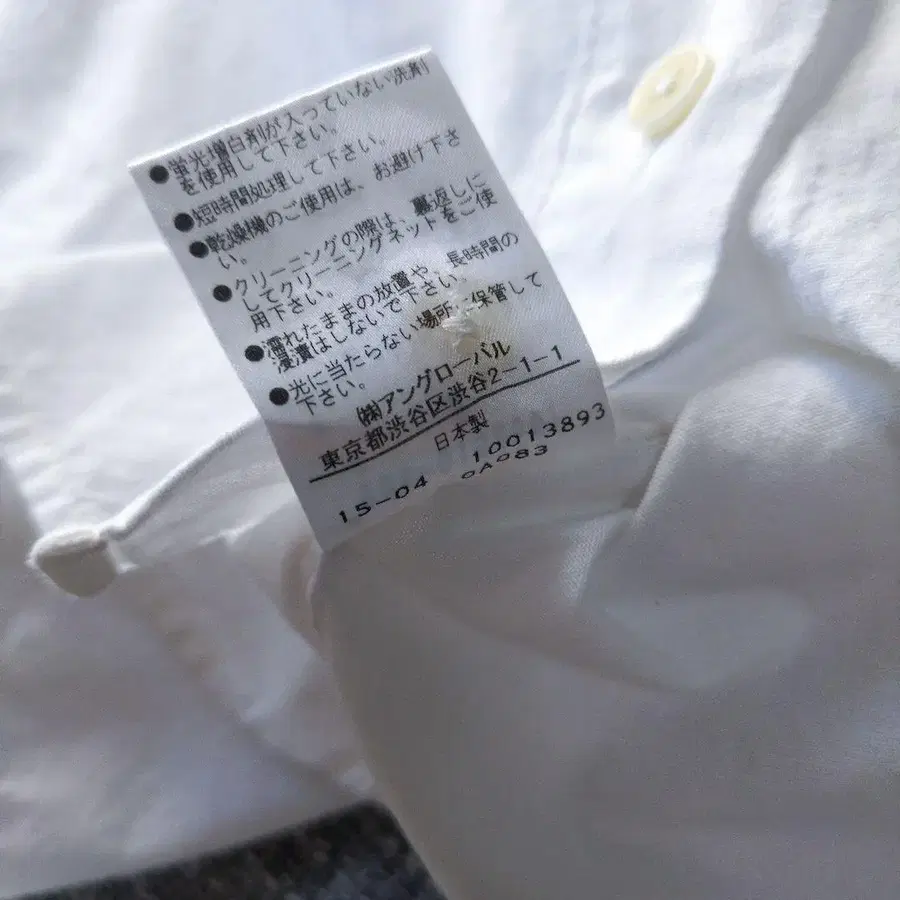 ●蛍光増白剤が入っていない洗剤
を使用して下さい。
●短時間処理して下さい。
●乾燥機のご使用は、お避け下さ
い。
●クリーニングの際は、裏返しに
してクリーニングネットをご使
用下さい。
●濡れたままの放置や、長時間の
浸漬はしないで下さい。
●光に当たらない場所に保管して
下さい。
㈱アングローバル
東京都渋谷区渋谷2-1-1
日本製
10013893
15-04 0A083